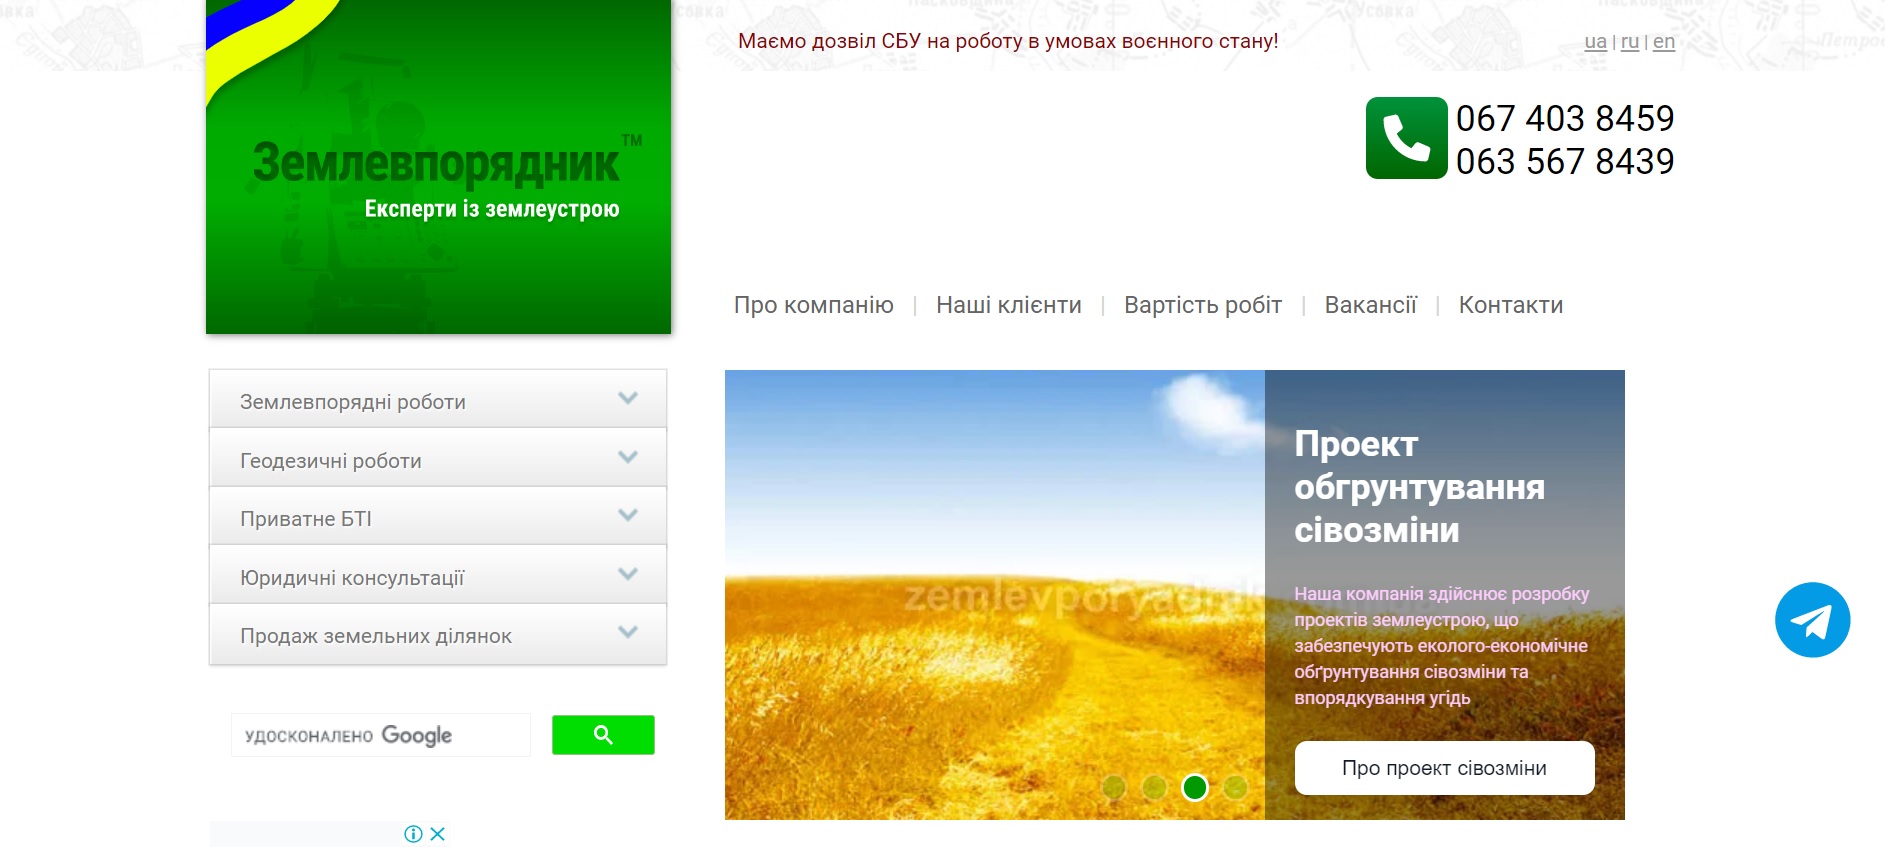 Маємо дозвіл СБУ на роботу в умовах воєнного стану!
ua | ru | en
Землевпорядник™
Експерти із землеустрою
067 403 8459
063 567 8439
Про компанію | Наші клієнти | Вартість робіт | Вакансії | Контакти
Землевпорядні роботи
Геодезичні роботи
Приватне БТІ
Юридичні консультації
Продаж земельних ділянок
УДОСКОНАЛЕНО Google
Проект
обгрунтування
сівозміни
Наша компанія здійснює розробку
проектів землеустрою, що
забезпечують еколого-економічне
обґрунтування сівозміни та
впорядкування угідь
Про проект сівозміни